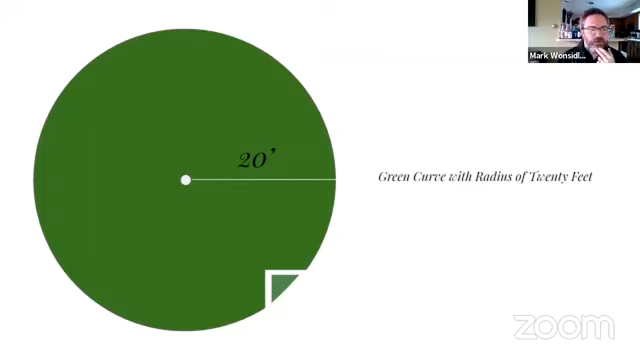 Mark Wonsidl...
20’
Green Curve with Radius of Twenty Feet
zoom